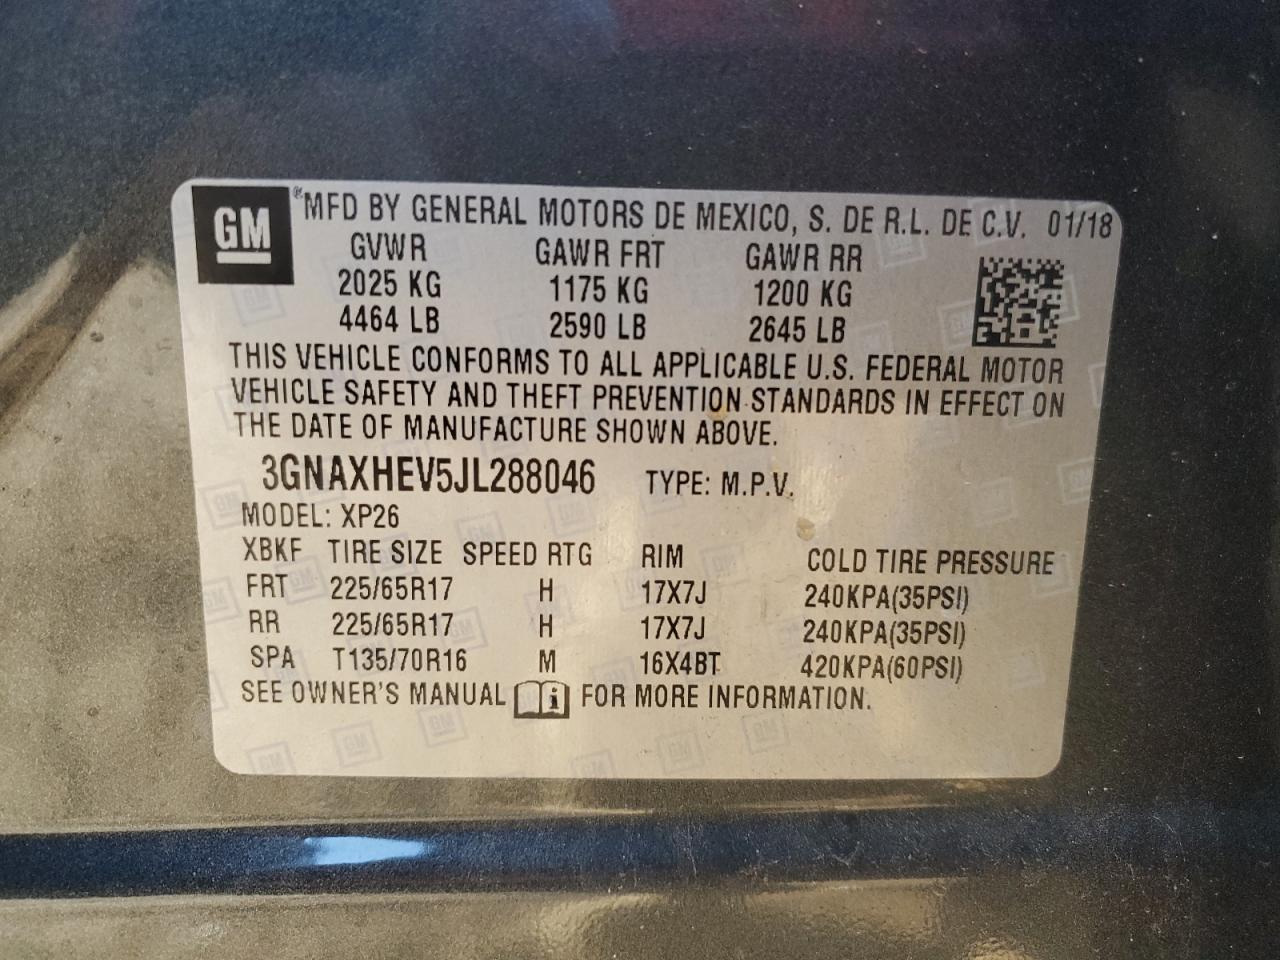 GM ® MFD BY GENERAL MOTORS DE MEXICO, S. DE R.L. DE C.V. 01/18
GVWR GAWR FRT GAWR RR
2025 KG 1175 KG 1200 KG
4464 LB 2590 LB 2645 LB
THIS VEHICLE CONFORMS TO ALL APPLICABLE U.S. FEDERAL MOTOR
VEHICLE SAFETY AND THEFT PREVENTION STANDARDS IN EFFECT ON
THE DATE OF MANUFACTURE SHOWN ABOVE.
3GNAXHEV5JL288046 TYPE: M.P.V.
MODEL: XP26
XBKF TIRE SIZE SPEED RTG RIM COLD TIRE PRESSURE
FRT 225/65R17 H 17X7J 240KPA(35PSI)
RR 225/65R17 H 17X7J 240KPA(35PSI)
SPA T135/70R16 M 16X4BT 420KPA(60PSI)
SEE OWNER'S MANUAL FOR MORE INFORMATION.